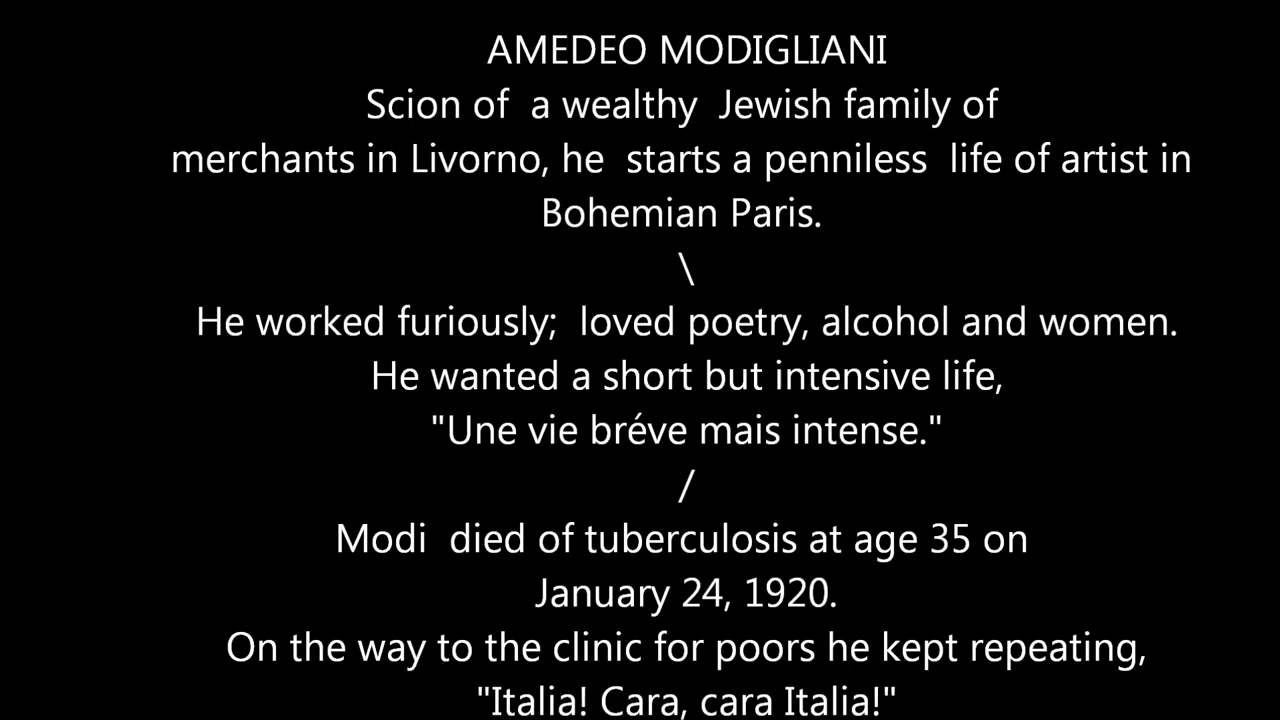 AMEDEO MODIGLIANI
Scion of  a wealthy  Jewish family of
merchants in Livorno, he  starts a penniless  life of artist in
Bohemian Paris.
\
He worked furiously;  loved poetry, alcohol and women.
He wanted a short but intensive life,
"Une vie bréve mais intense."
/
Modi  died of tuberculosis at age 35 on
January 24, 1920.
On the way to the clinic for poors he kept repeating,
"Italia! Cara, cara Italia!"